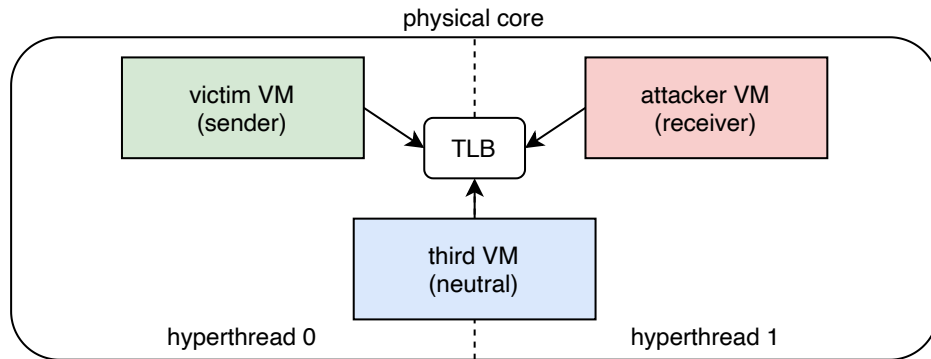 physical core
victim VM
(sender)
attacker VM
(receiver)
TLB
third VM
(neutral)
hyperthread 0
hyperthread 1